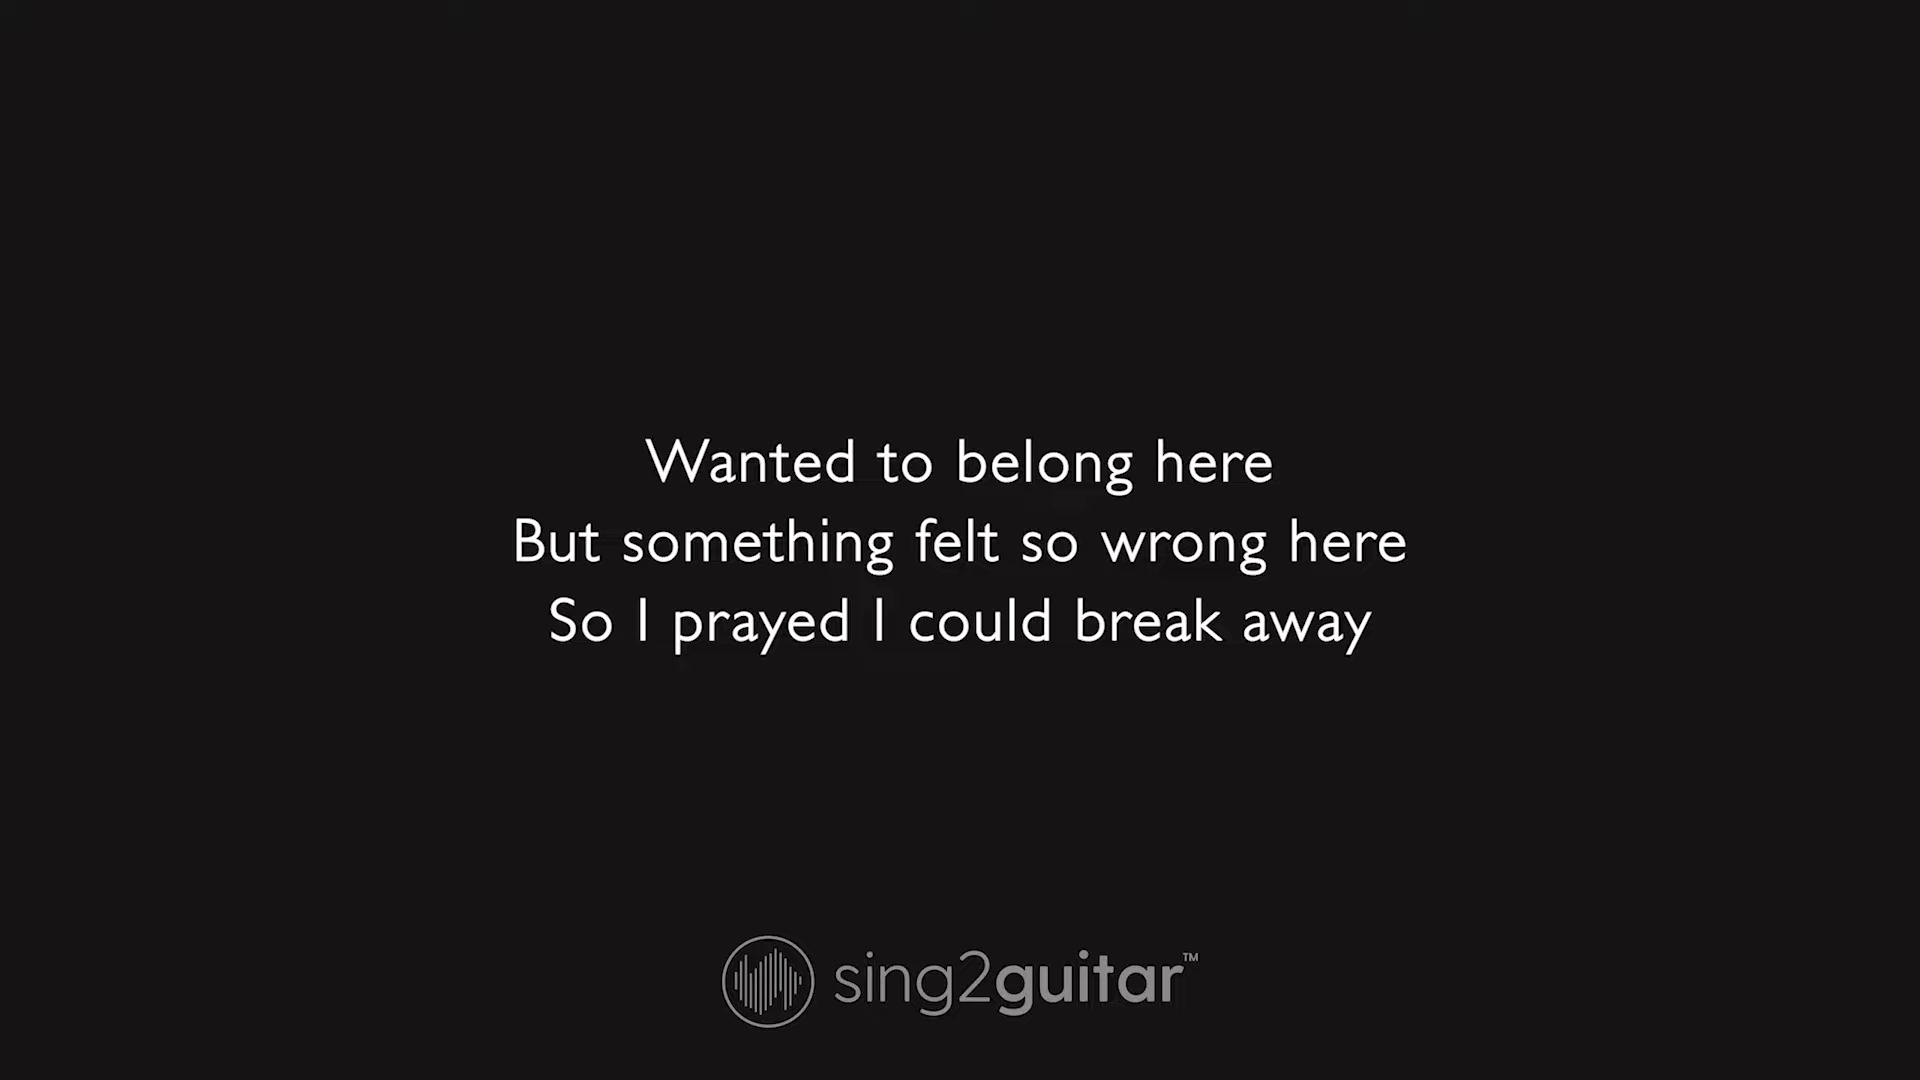 Wanted to belong here
But something felt so wrong here
So I prayed I could break away
sing2guitar™